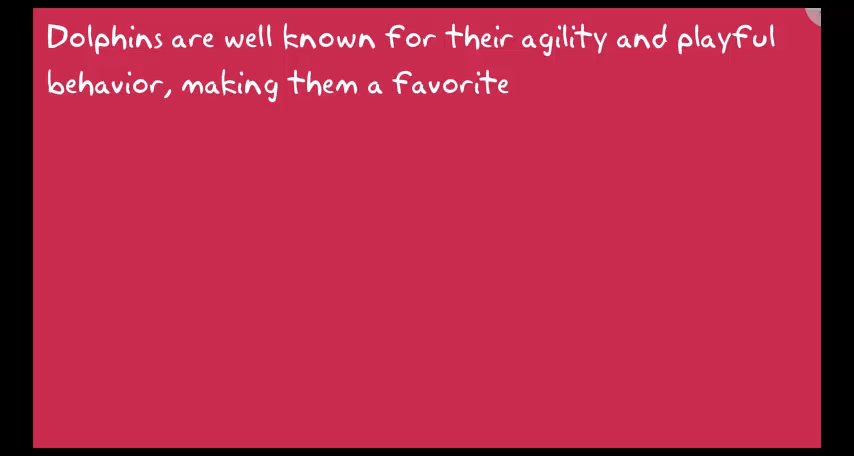 Dolphins are well known for their agility and playful
behavior, making them a favorite